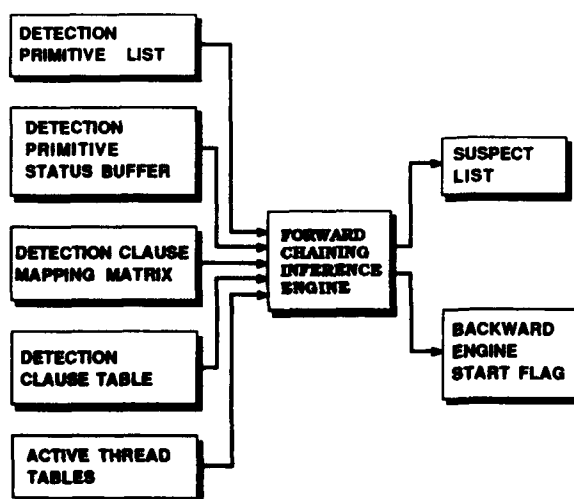 DETECTION
PRIMITIVE LIST
DETECTION
PRIMITIVE
STATUS BUFFER
DETECTION CLAUSE
MAPPING MATRIX
DETECTION
CLAUSE TABLE
ACTIVE THREAD
TABLES
FORWARD
CHAINING
INFERENCE
ENGINE
SUSPECT
LIST
BACKWARD
ENGINE
START FLAG